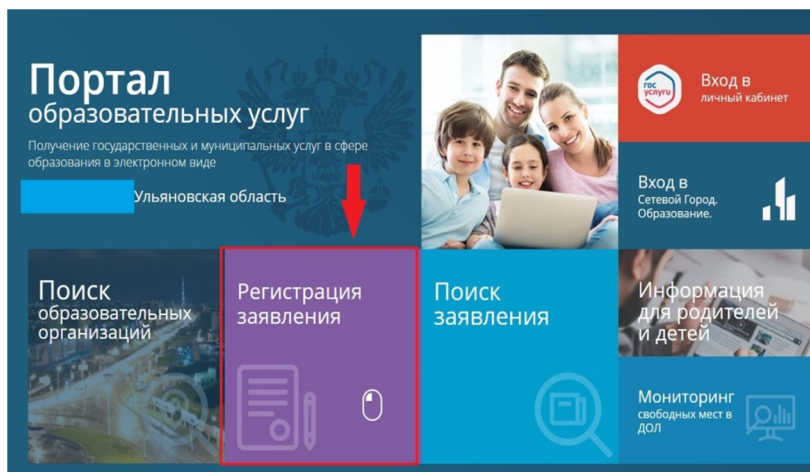 Портал
образовательных услуг
Получение государственных и муниципальных услуг в сфере
образования в электронном виде
Ульяновская область
гос
услуги
Вход в
личный кабинет
Вход в
Сетевой Город.
Образование.
Поиск
образовательных
организаций
Регистрация
заявления
Поиск
заявления
Информация
для родителей
и детей
Мониторинг
свободных мест в
ДОЛ